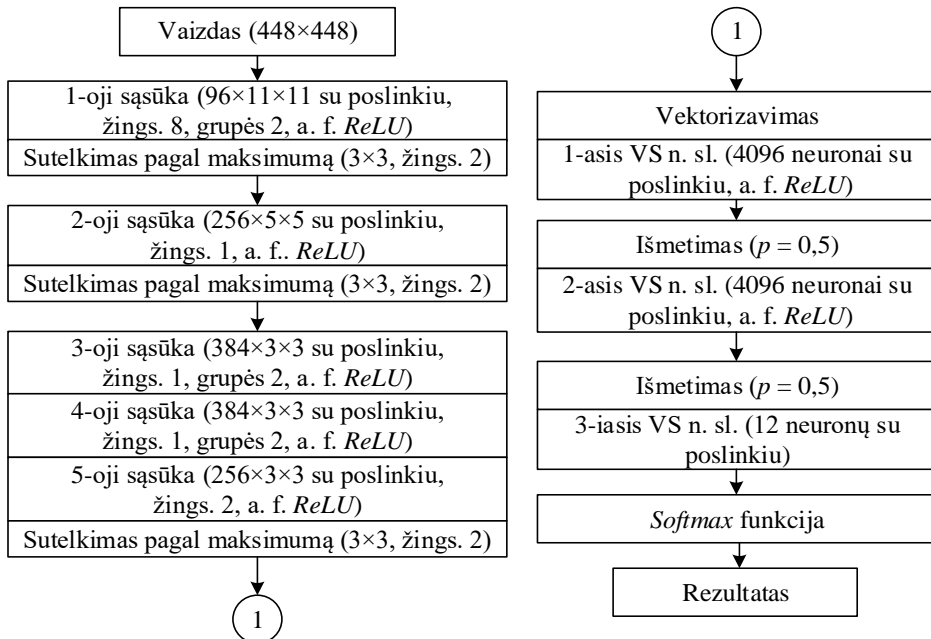 Vaizdas (448×448)
1-oji sąsūka (96×11×11 su poslinkiu,
žings. 8, grupės 2, a. f. ReLU)
Sutelkimas pagal maksimumą (3×3, žings. 2)
2-oji sąsūka (256×5×5 su poslinkiu,
žings. 1, a. f.. ReLU)
Sutelkimas pagal maksimumą (3×3, žings. 2)
3-oji sąsūka (384×3×3 su poslinkiu,
žings. 1, grupės 2, a. f. ReLU)
4-oji sąsūka (384×3×3 su poslinkiu,
žings. 1, grupės 2, a. f. ReLU)
5-oji sąsūka (256×3×3 su poslinkiu,
žings. 2, a. f. ReLU)
Sutelkimas pagal maksimumą (3×3, žings. 2)
1
1
Vektorizavimas
1-asis VS n. sl. (4096 neuronai su
poslinkiu, a. f. ReLU)
Išmetimas (p = 0,5)
2-asis VS n. sl. (4096 neuronai su
poslinkiu, a. f. ReLU)
Išmetimas (p = 0,5)
3-iasis VS n. sl. (12 neuronų su
poslinkiu)
Softmax funkcija
Rezultatas